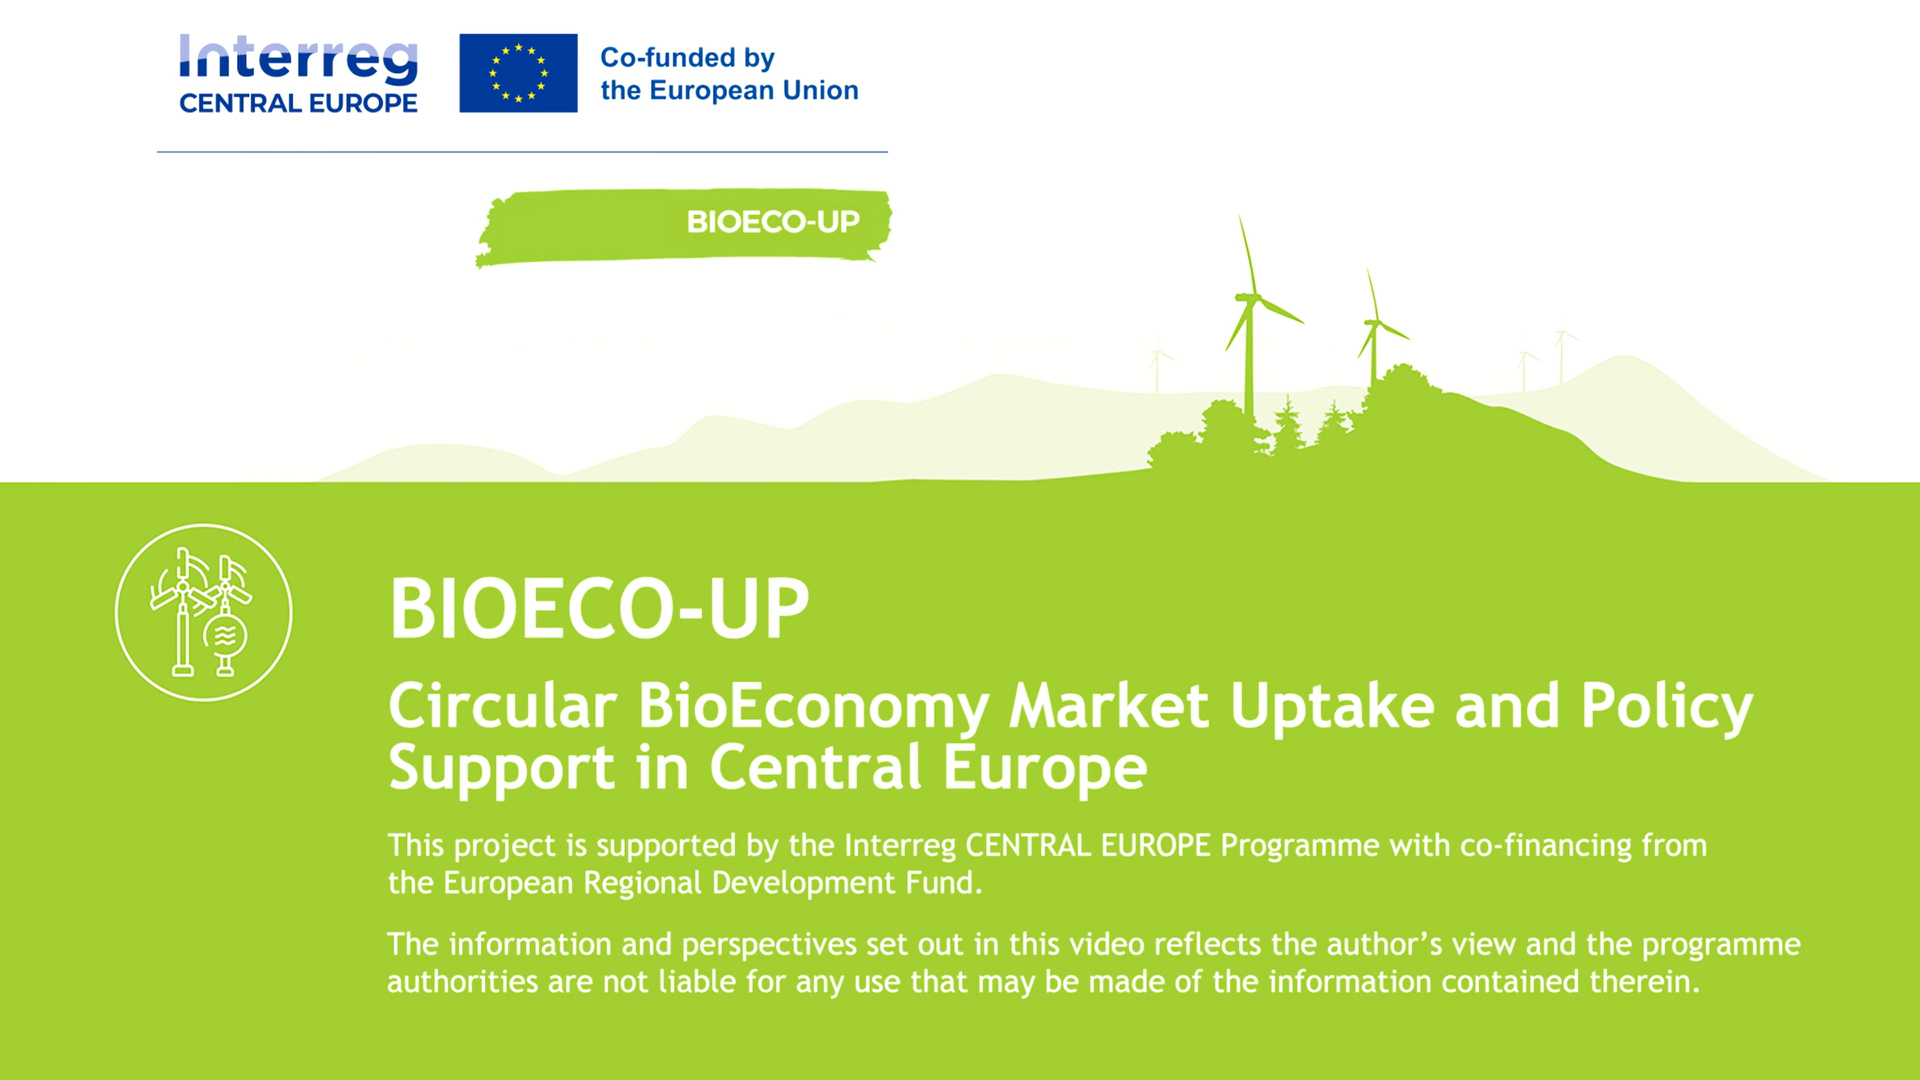 Interreg
CENTRAL EUROPE
Co-funded by
the European Union
BIOECO-UP
BIOECO-UP
Circular BioEconomy Market Uptake and Policy
Support in Central Europe
This project is supported by the Interreg CENTRAL EUROPE Programme with co-financing from
the European Regional Development Fund.
The information and perspectives set out in this video reflects the author’s view and the programme
authorities are not liable for any use that may be made of the information contained therein.